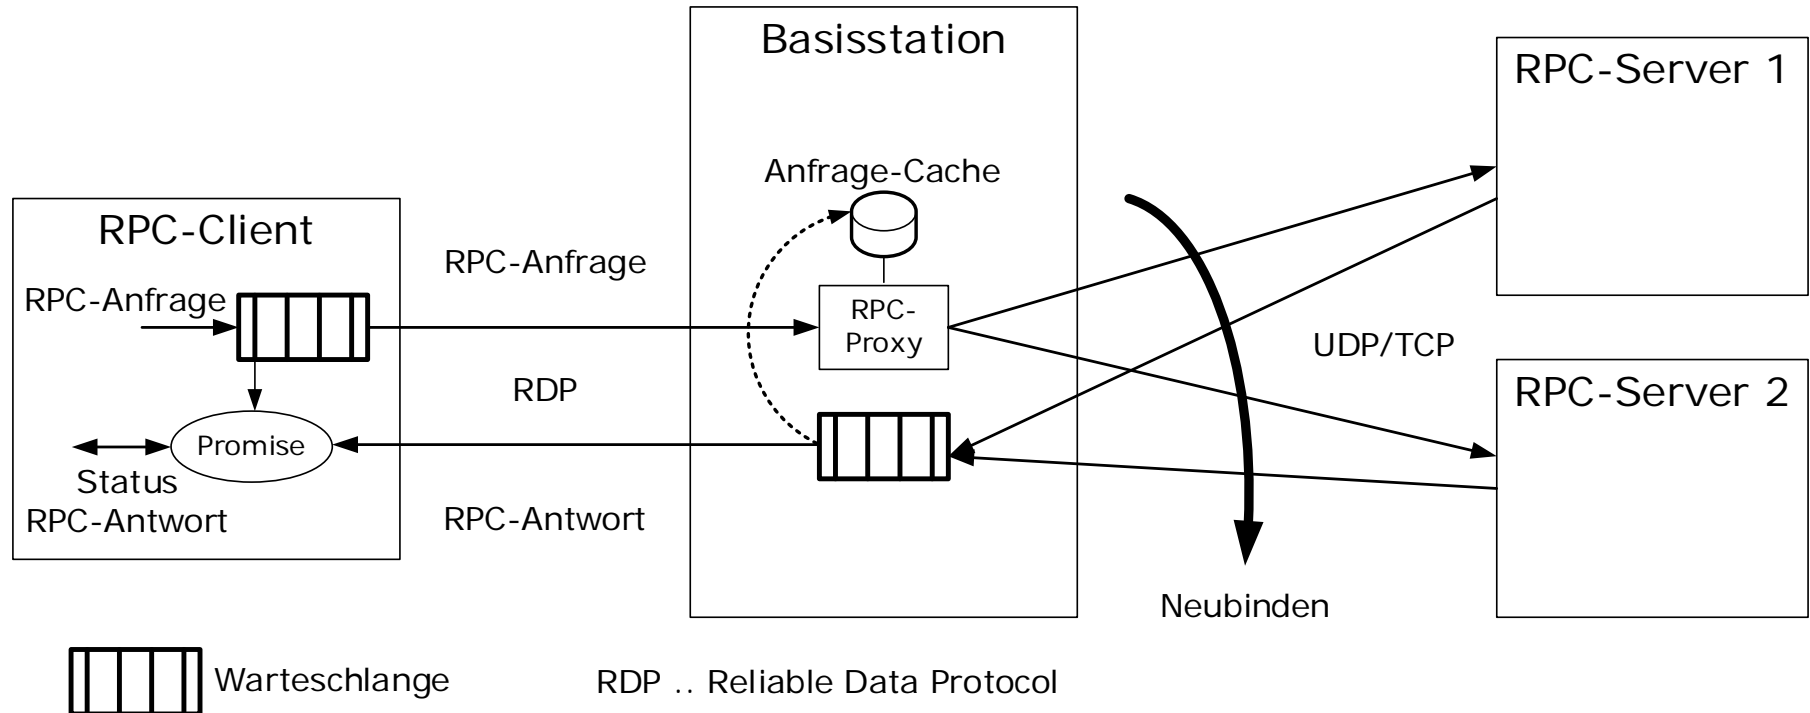 Basisstation
RPC-Server 1
Anfrage-Cache
RPC-Client
RPC-Anfrage
RPC-Anfrage
RPC-
Proxy
UDP/TCP
RDP
RPC-Server 2
Promise
Status
RPC-Antwort
RPC-Antwort
Neubinden
Warteschlange
RDP .. Reliable Data Protocol